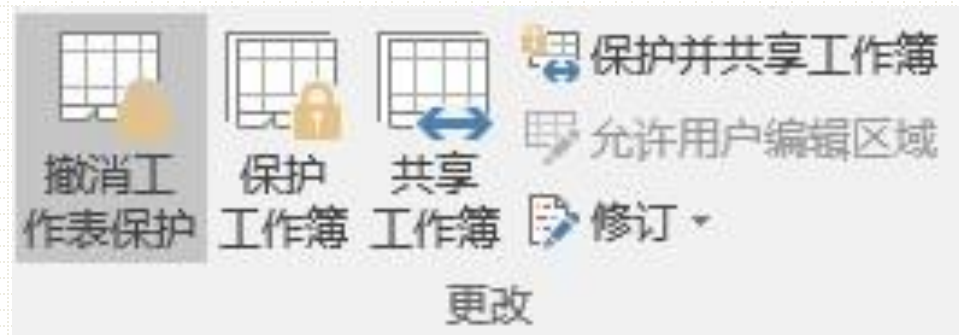 撤消工
作表保护
保护
工作簿
共享
工作簿
保护并共享工作簿
允许用户编辑区域
修订
更改